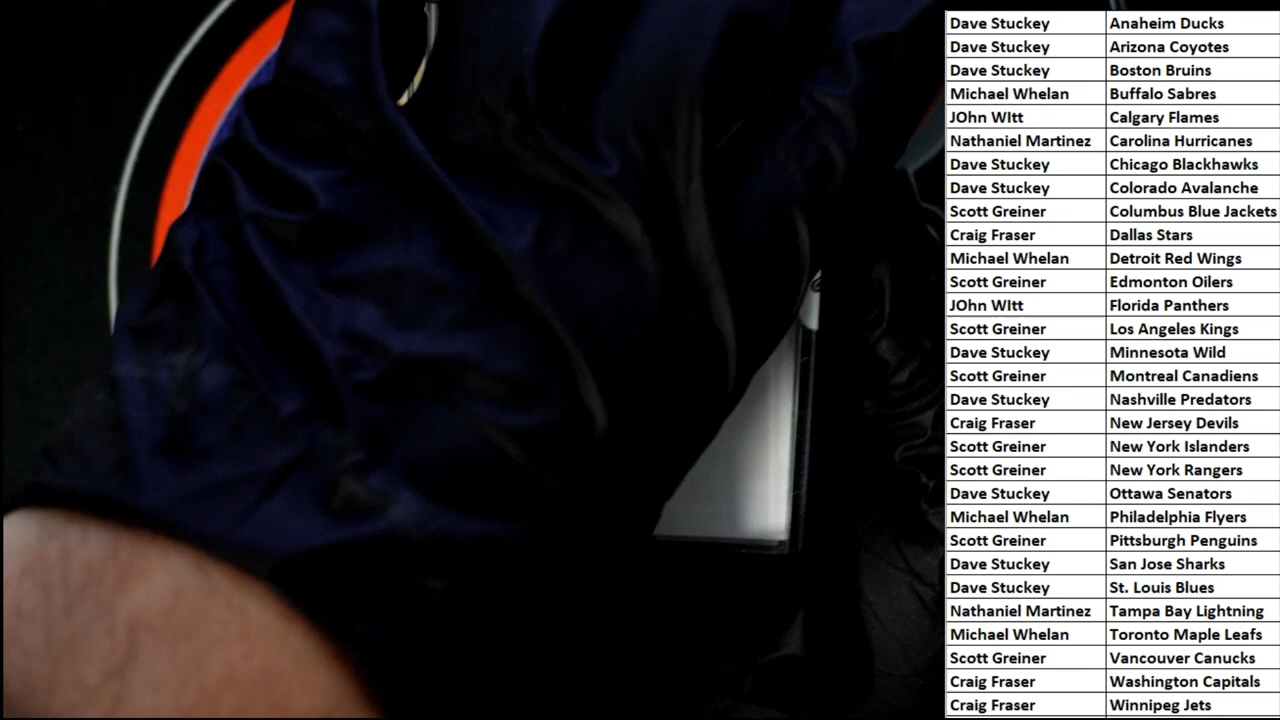 Dave Stuckey Anaheim Ducks
Dave Stuckey Arizona Coyotes
Dave Stuckey Boston Bruins
Michael Whelan Buffalo Sabres
JOhn WItt Calgary Flames
Nathaniel Martinez Carolina Hurricanes
Dave Stuckey Chicago Blackhawks
Dave Stuckey Colorado Avalanche
Scott Greiner Columbus Blue Jackets
Craig Fraser Dallas Stars
Michael Whelan Detroit Red Wings
Scott Greiner Edmonton Oilers
JOhn WItt Florida Panthers
Scott Greiner Los Angeles Kings
Dave Stuckey Minnesota Wild
Scott Greiner Montreal Canadiens
Dave Stuckey Nashville Predators
Craig Fraser New Jersey Devils
Scott Greiner New York Islanders
Scott Greiner New York Rangers
Dave Stuckey Ottawa Senators
Michael Whelan Philadelphia Flyers
Scott Greiner Pittsburgh Penguins
Dave Stuckey San Jose Sharks
Dave Stuckey St. Louis Blues
Nathaniel Martinez Tampa Bay Lightning
Michael Whelan Toronto Maple Leafs
Scott Greiner Vancouver Canucks
Craig Fraser Washington Capitals
Craig Fraser Winnipeg Jets